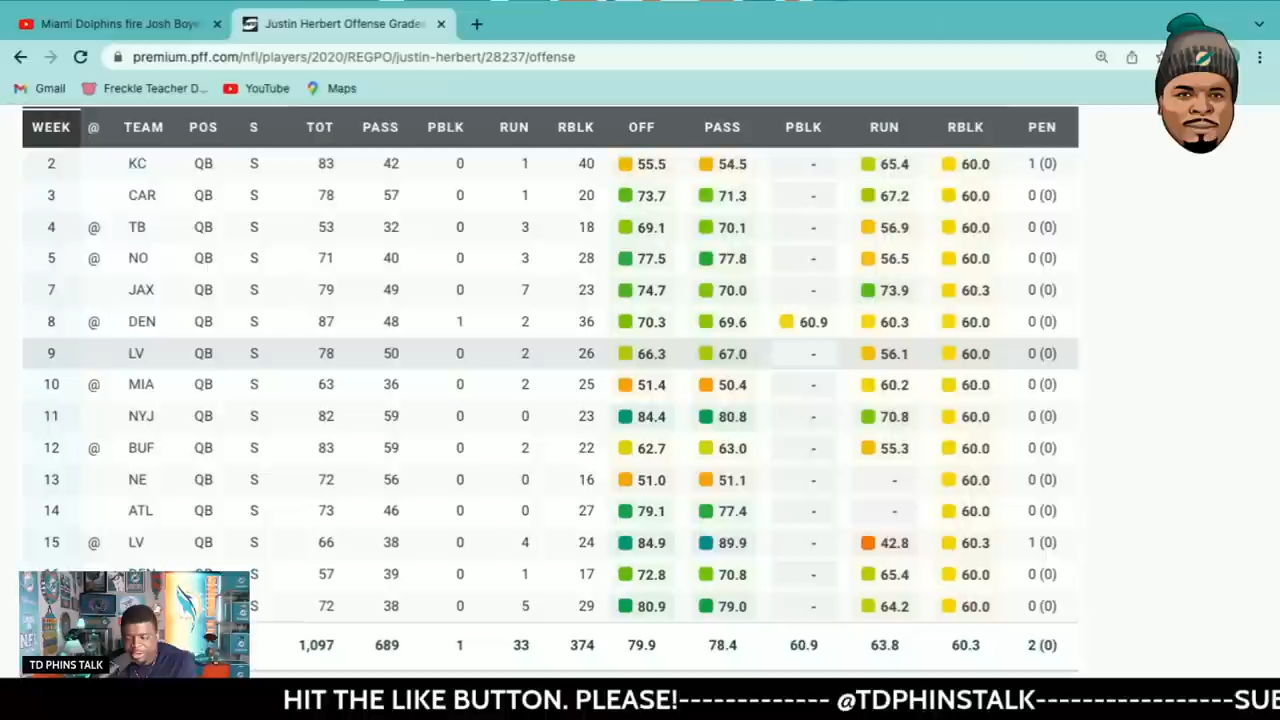 Miami Dolphins fire Josh Boye
Justin Herbert Offense Grades
premium.pff.com/nfl/players/2020/REGPO/justin-herbert/28237/offense
Gmail Freckle Teacher D... YouTube Maps
WEEK @ TEAM POS S TOT PASS PBLK RUN RBLK OFF PASS PBLK RUN RBLK PEN
2 KC QB S 83 42 0 1 40 55.5 54.5 - 65.4 60.0 1 (0)
3 CAR QB S 78 57 0 1 20 73.7 71.3 - 67.2 60.0 0 (0)
4 @ TB QB S 53 32 0 3 18 69.1 70.1 - 56.9 60.0 0 (0)
5 @ NO QB S 71 40 0 3 28 77.5 77.8 - 56.5 60.0 0 (0)
7 JAX QB S 79 49 0 7 23 74.7 70.0 - 73.9 60.3 0 (0)
8 @ DEN QB S 87 48 1 2 36 70.3 69.6 60.9 60.3 60.0 0 (0)
9 LV QB S 78 50 0 2 26 66.3 67.0 - 56.1 60.0 0 (0)
10 @ MIA QB S 63 36 0 2 25 51.4 50.4 - 60.2 60.0 0 (0)
11 NYJ QB S 82 59 0 0 23 84.4 80.8 - 70.8 60.0 0 (0)
12 @ BUF QB S 83 59 0 2 22 62.7 63.0 - 55.3 60.0 0 (0)
13 NE QB S 72 56 0 0 16 51.0 51.1 - - 60.0 0 (0)
14 ATL QB S 73 46 0 0 27 79.1 77.4 - - 60.0 0 (0)
15 @ LV QB S 66 38 0 4 24 84.9 89.9 - 42.8 60.3 1 (0)
S 57 39 0 1 17 72.8 70.8 - 65.4 60.0 0 (0)
S 72 38 0 5 29 80.9 79.0 - 64.2 60.0 0 (0)
1,097 689 1 33 374 79.9 78.4 60.9 63.8 60.3 2 (0)
TD PHINS TALK
HIT THE LIKE BUTTON. PLEASE!------------ @TDPHINSTALK-----------------SUB